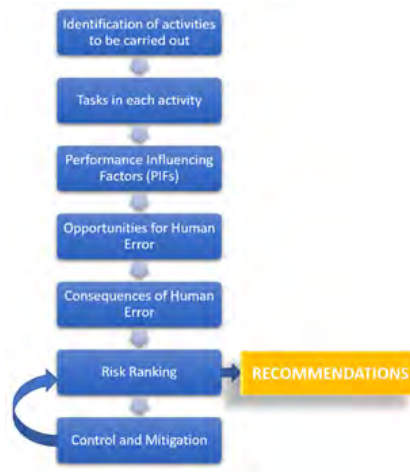 Identification of activities
to be carried out
Tasks in each activity
Performance Influencing
Factors (PIFs)
Opportunities for Human
Error
Consequences of Human
Error
Risk Ranking
RECOMMENDATIONS
Control and Mitigation